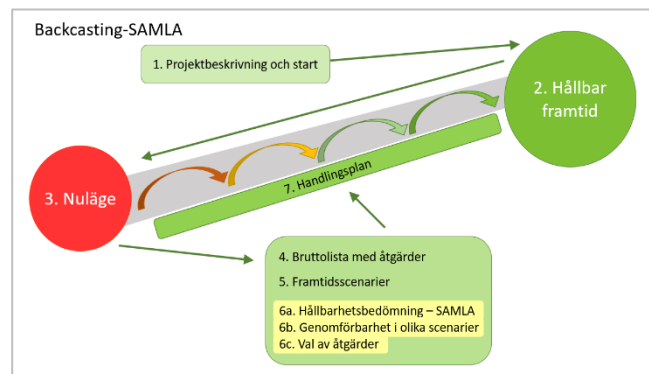 Backcasting-SAMLA
1. Projektbeskrivning och start
2. Hållbar
framtid
3. Nuläge
7. Handlingsplan
4. Bruttolista med åtgärder
5. Framtidsscenarier
6a. Hållbarhetsbedömning – SAMLA
6b. Genomförbarhet i olika scenarier
6c. Val av åtgärder